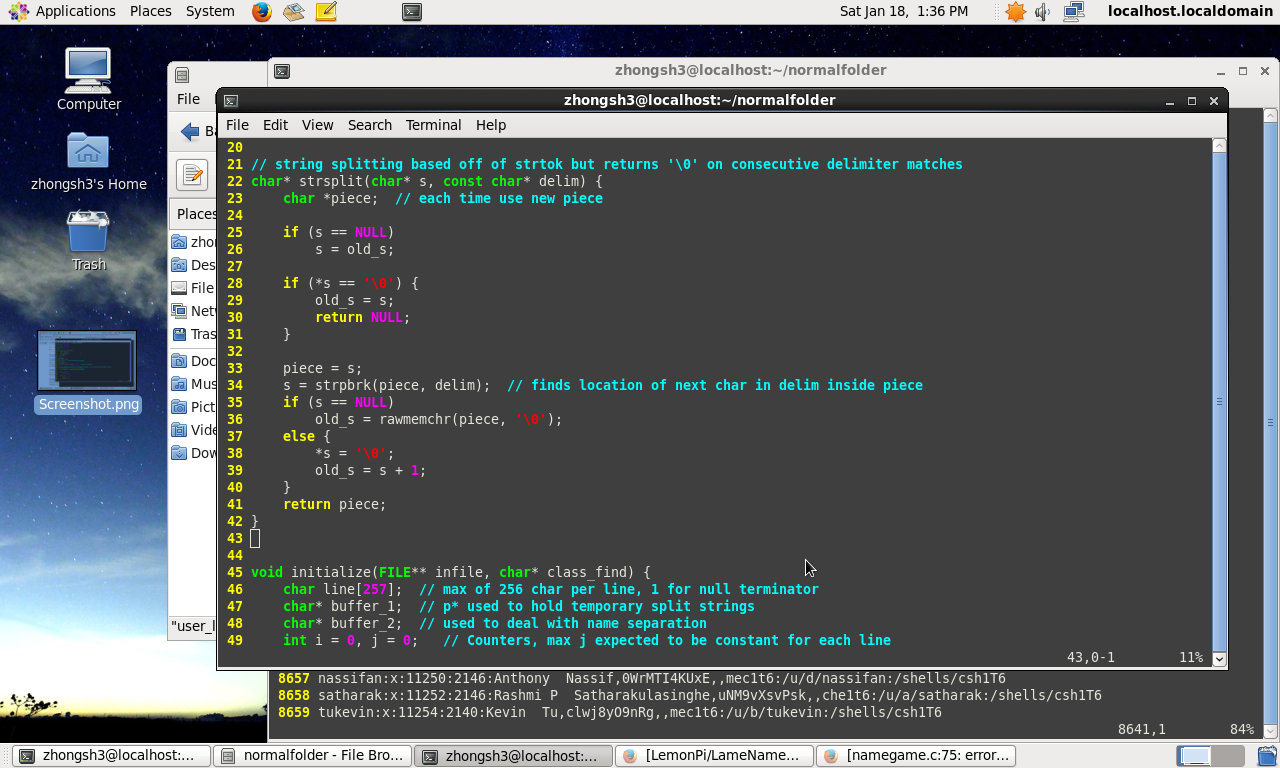 Applications Places System Sat Jan 18, 1:36 PM localhost.localdomain
Computer
zhongsh3's Home
Trash
Screenshot.png
zhongsh3@localhost:~/normalfolder
File
Places
"user_l
zhongsh3@localhost:~/normalfolder
File Edit View Search Terminal Help
20
21 // string splitting based off of strtok but returns '\0' on consecutive delimiter matches
22 char* strsplit(char* s, const char* delim) {
23     char *piece;  // each time use new piece
24
25     if (s == NULL)
26         s = old_s;
27
28     if (*s == '\0') {
29         old_s = s;
30         return NULL;
31     }
32
33     piece = s;
34     s = strpbrk(piece, delim);  // finds location of next char in delim inside piece
35     if (s == NULL)
36         old_s = rawmemchr(piece, '\0');
37     else {
38         *s = '\0';
39         old_s = s + 1;
40     }
41     return piece;
42 }
43
44
45 void initialize(FILE** infile, char* class_find) {
46     char line[257];  // max of 256 char per line, 1 for null terminator
47     char* buffer_1;  // p* used to hold temporary split strings
48     char* buffer_2;  // used to deal with name separation
49     int i = 0, j = 0;   // Counters, max j expected to be constant for each line
43,0-1 11%
8657 nassifan:x:11250:2146:Anthony  Nassif,0WrMTI4KUxE,,mec1t6:/u/d/nassifan:/shells/csh1T6
8658 satharak:x:11252:2146:Rashmi P  Satharakulasinghe,uNM9vXsvPsk,,che1t6:/u/a/satharak:/shells/csh1T6
8659 tukevin:x:11254:2140:Kevin  Tu,clwj8yO9nRg,,mec1t6:/u/b/tukevin:/shells/csh1T6
8641,1 84%
zhongsh3@localhost:... normalfolder - File Bro... zhongsh3@localhost:... [LemonPi/LameName... [namegame.c:75: error...